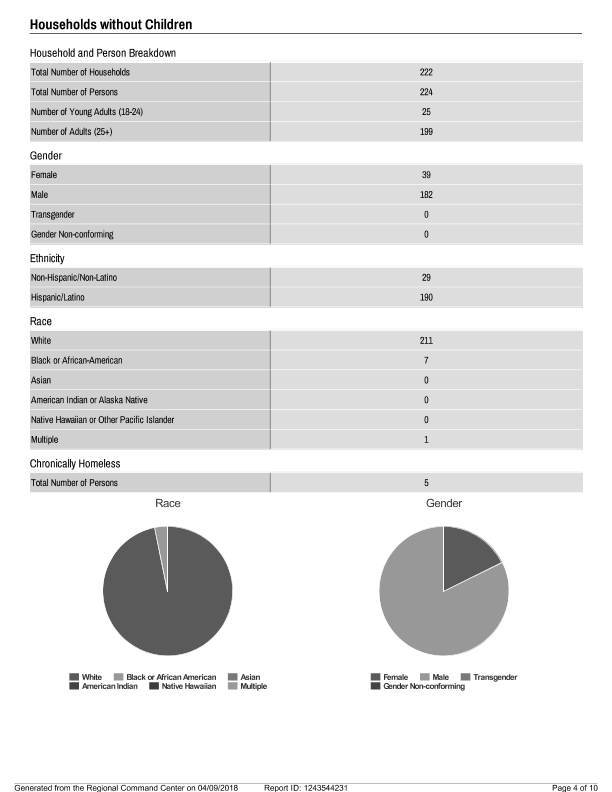 Households without Children
Household and Person Breakdown
Total Number of Households 222
Total Number of Persons 224
Number of Young Adults (18-24) 25
Number of Adults (25+) 199
Gender
Female 39
Male 182
Transgender 0
Gender Non-conforming 0
Ethnicity
Non-Hispanic/Non-Latino 29
Hispanic/Latino 190
Race
White 211
Black or African-American 7
Asian 0
American Indian or Alaska Native 0
Native Hawaiian or Other Pacific Islander 0
Multiple 1
Chronically Homeless
Total Number of Persons 5
Race Gender
White Black or African American Asian Female Male Transgender
American Indian Native Hawaiian Multiple Gender Non-conforming
Generated from the Regional Command Center on 04/09/2018 Report ID: 1243544231 Page 4 of 10